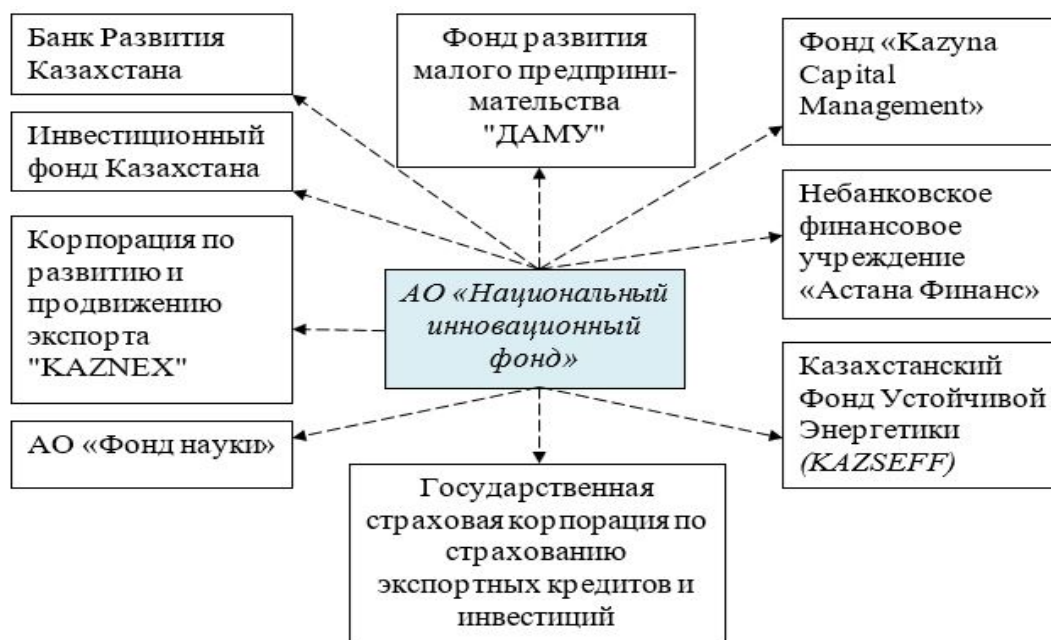 Банк Развития
Казахстана
Инвестиционный
фонд Казахстана
Корпорация по
развитию и
продвижению
экспорта
"KAZNEX"
АО «Фонд науки»
Фонд развития
малого предприни-
мательства
"ДАМУ"
АО «Национальный
инновационный
фонд»
Государственная
страховая корпорация по
страхованию
экспортных кредитов и
инвестиций
Фонд «Kazyna
Capital
Management»
Небанковское
финансовое
учреждение
«Астана Финанс»
Казахстанский
Фонд Устойчивой
Энергетики
(KAZSEFF)